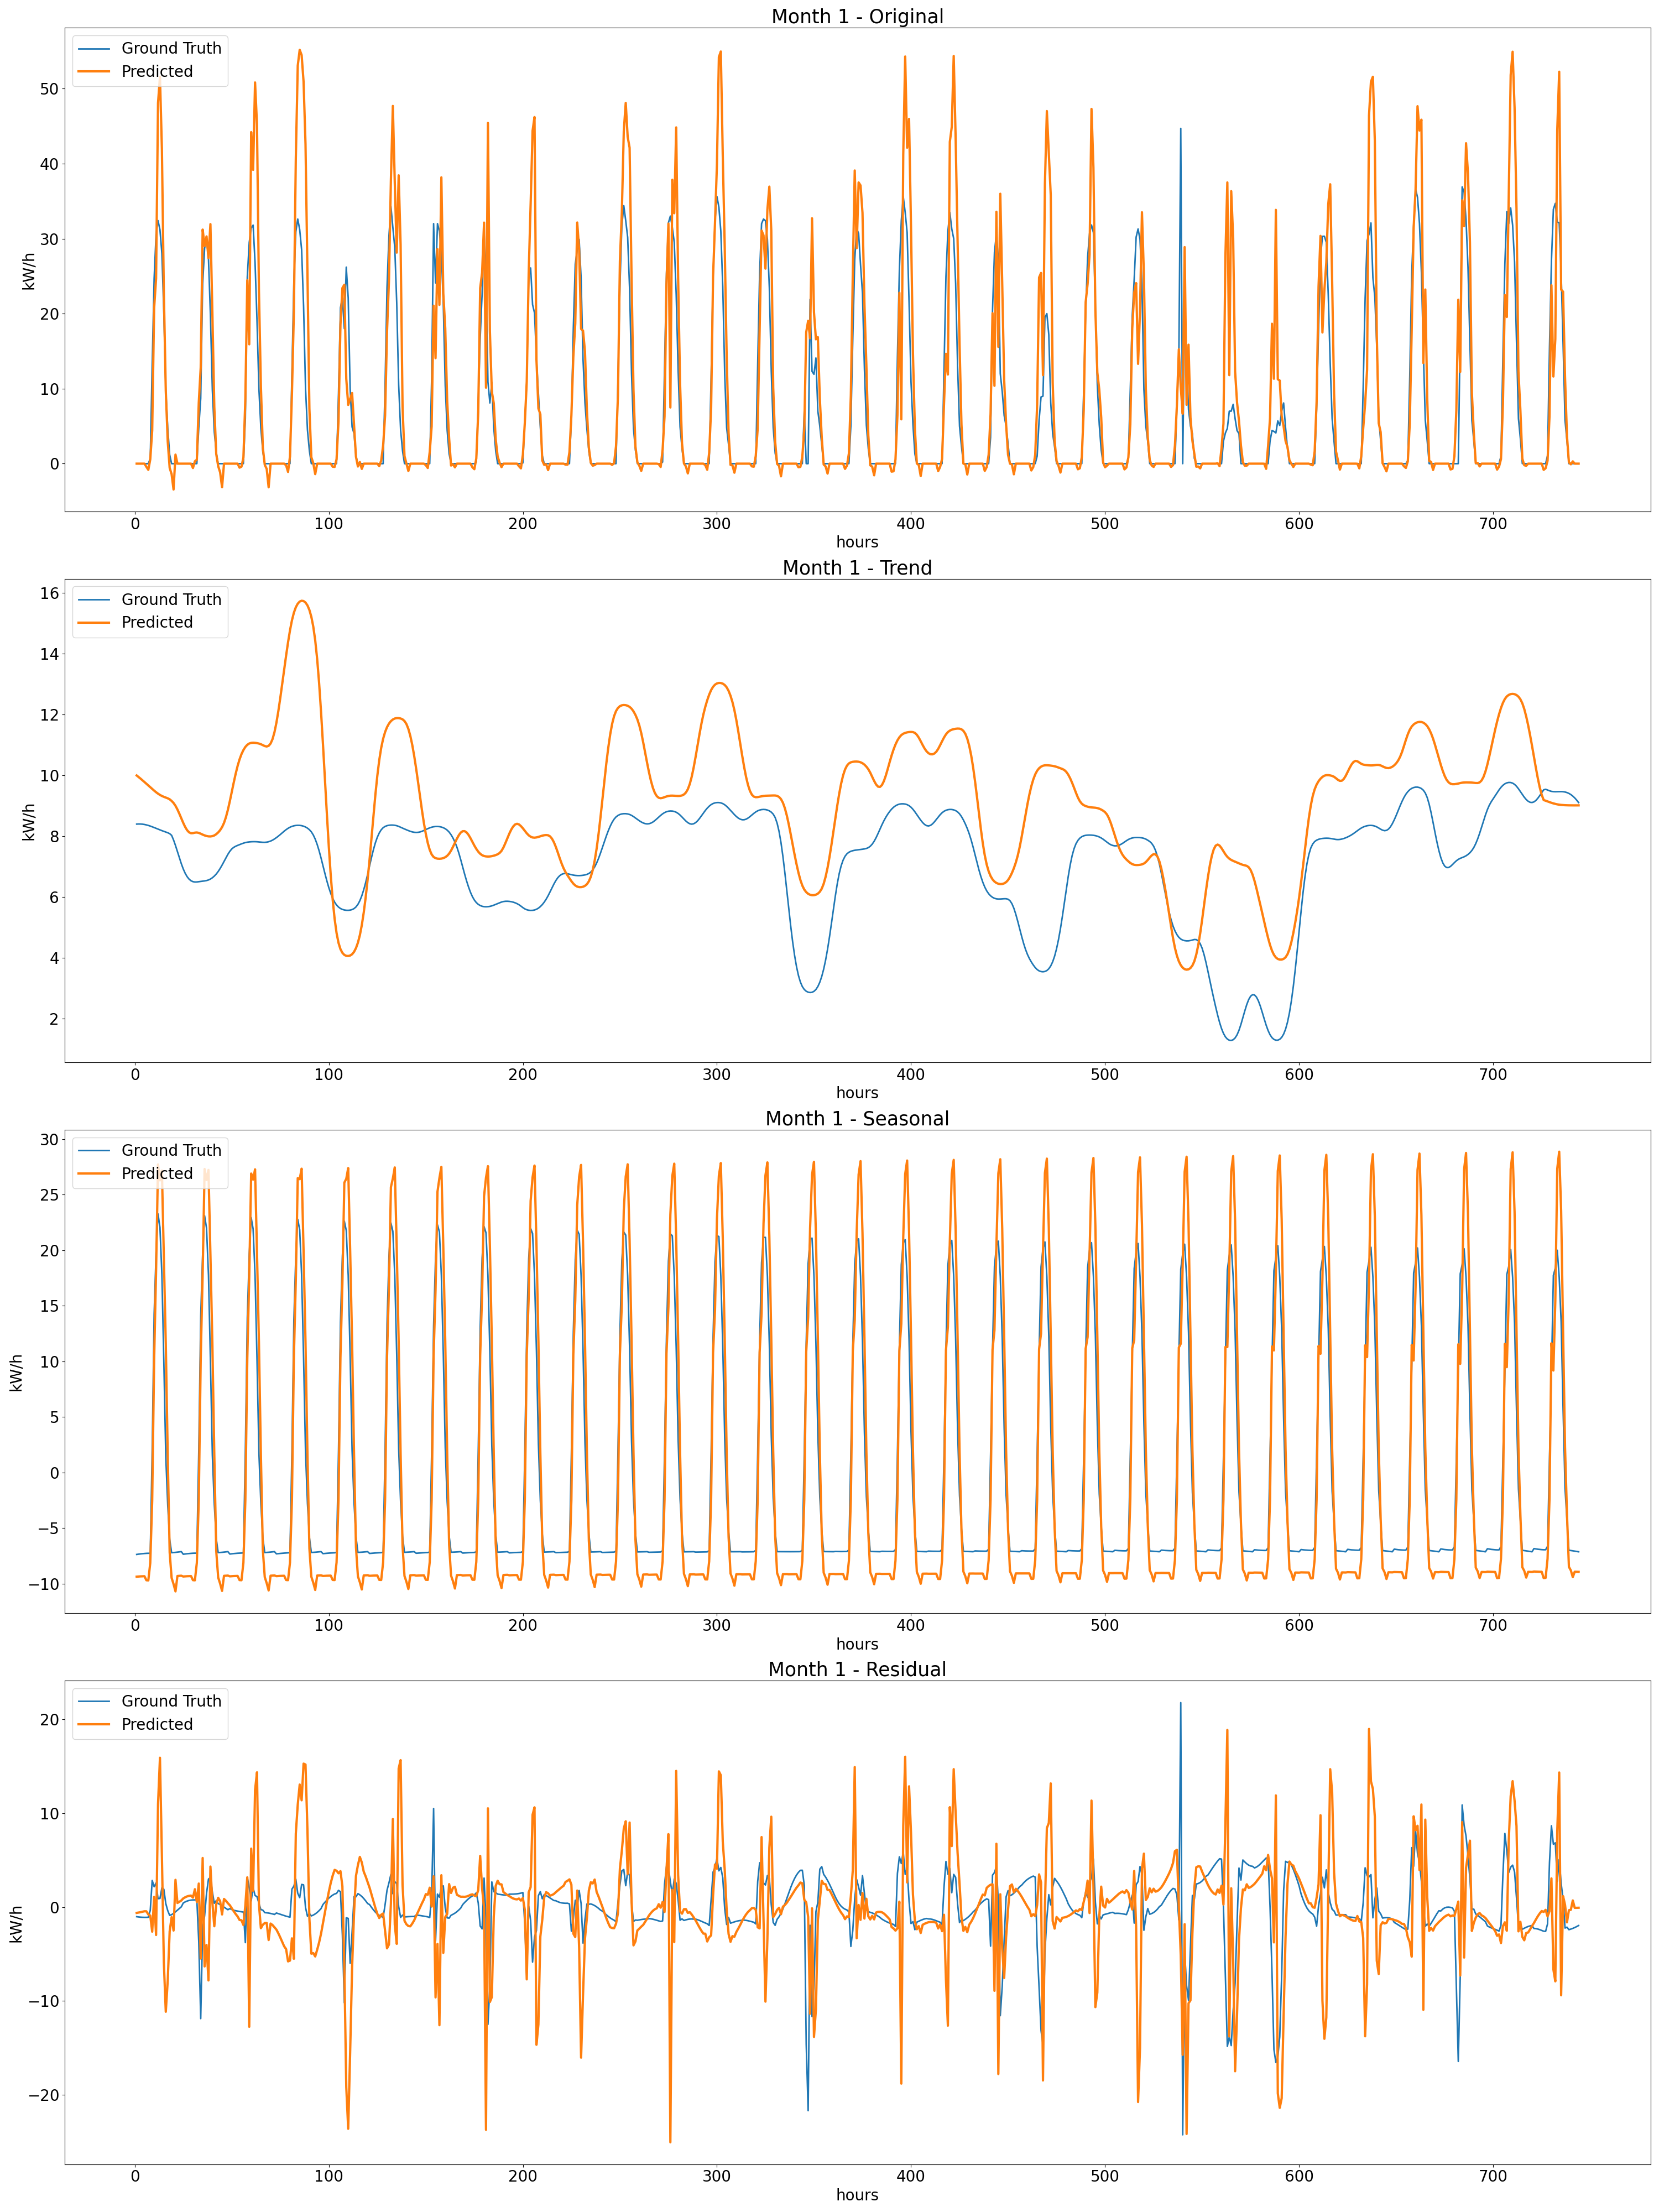 Month 1 - Original
Ground Truth
Predicted
50
40
30
20
10
0
kW/h
0 100 200 300 400 500 600 700
hours
Month 1 - Trend
Ground Truth
Predicted
16
14
12
10
8
6
4
2
kW/h
0 100 200 300 400 500 600 700
hours
Month 1 - Seasonal
Ground Truth
Predicted
30
25
20
15
10
5
0
−5
−10
kW/h
0 100 200 300 400 500 600 700
hours
Month 1 - Residual
Ground Truth
Predicted
20
10
0
−10
−20
kW/h
0 100 200 300 400 500 600 700
hours